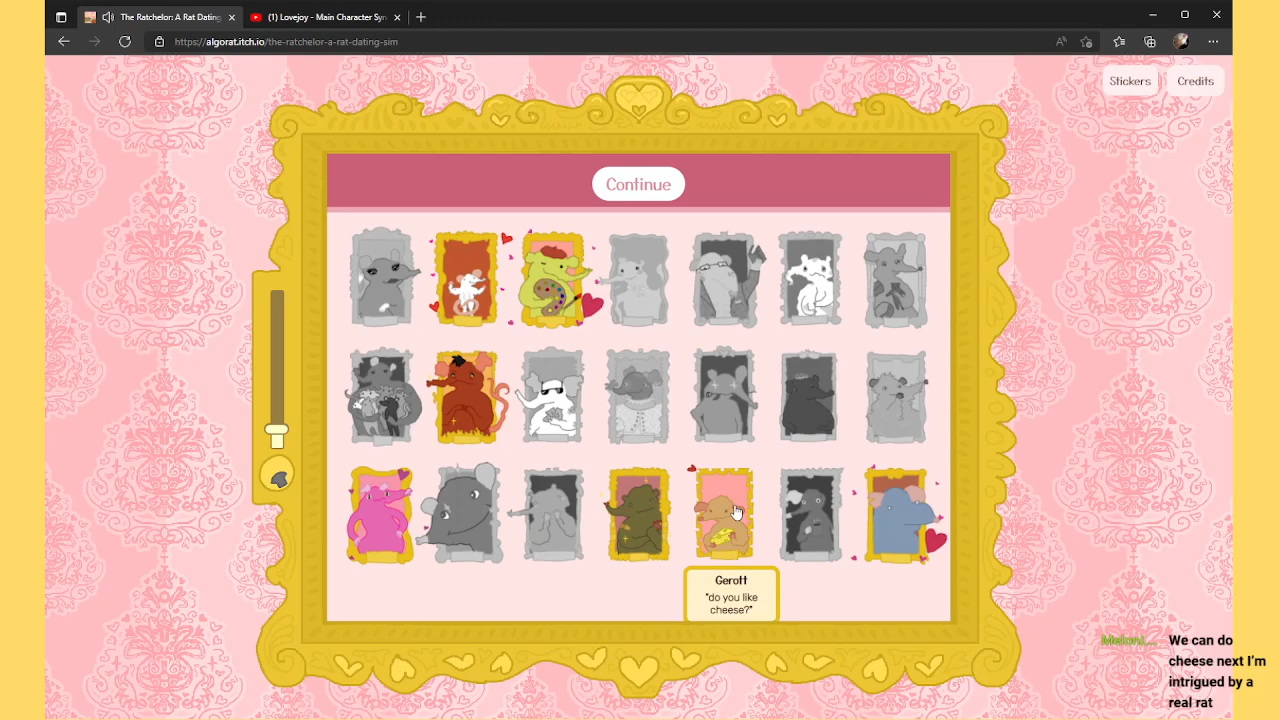 The Ratchelor: A Rat Dating
(1) Lovejoy - Main Character Syn
https://algorat.itch.io/the-ratchelor-a-rat-dating-sim
Stickers
Credits
Continue
Geroff
"do you like
cheese?"
Meloni...
We can do
cheese next I'm
intrigued by a
real rat